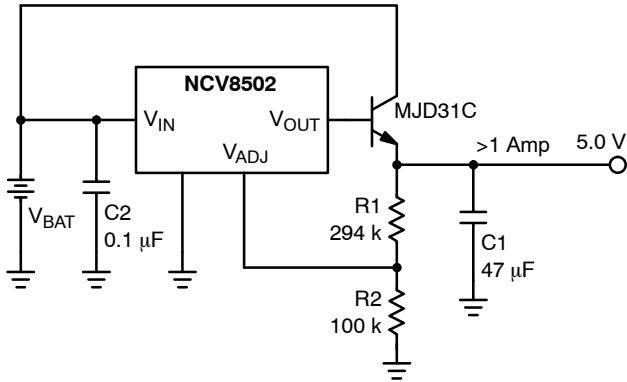 NCV8502
MJD31C
V_IN
V_OUT
V_ADJ
>1 Amp
5.0 V
V_BAT
C2
0.1 μF
R1
294 k
C1
47 μF
R2
100 k